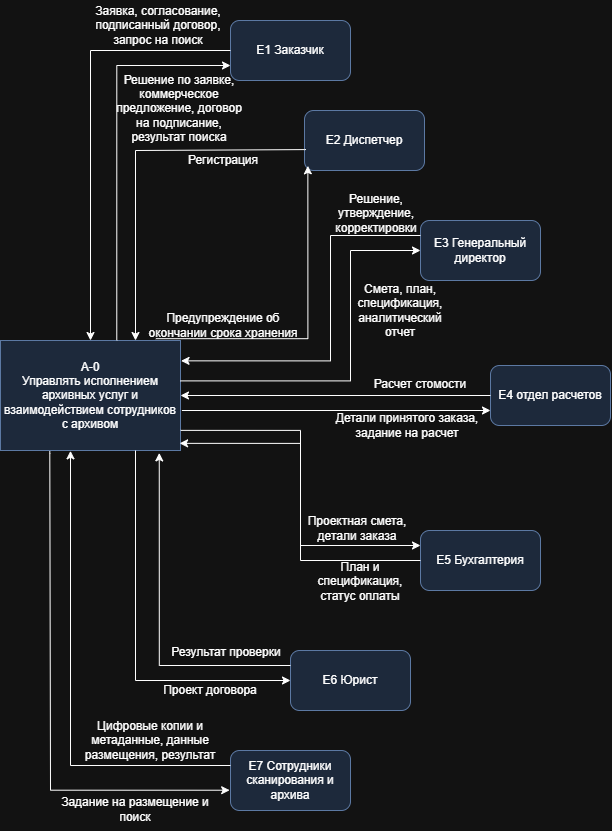 Заявка, согласование,
подписанный договор,
запрос на поиск
E1 Заказчик
Решение по заявке,
коммерческое
предложение, договор
на подписание,
результат поиска
E2 Диспетчер
Регистрация
Решение,
утверждение,
корректировки
E3 Генеральный
директор
Смета, план,
спецификация,
аналитический
отчет
Предупреждение об
окончании срока хранения
A-0
Управлять исполнением
архивных услуг и
взаимодействием сотрудников
с архивом
Расчет стомости
E4 отдел расчетов
Детали принятого заказа,
задание на расчет
Проектная смета,
детали заказа
E5 Бухгалтерия
План и
спецификация,
статус оплаты
Результат проверки
E6 Юрист
Проект договора
Цифровые копии и
метаданные, данные
размещения, результат
E7 Сотрудники
сканирования и
архива
Задание на размещение и
поиск